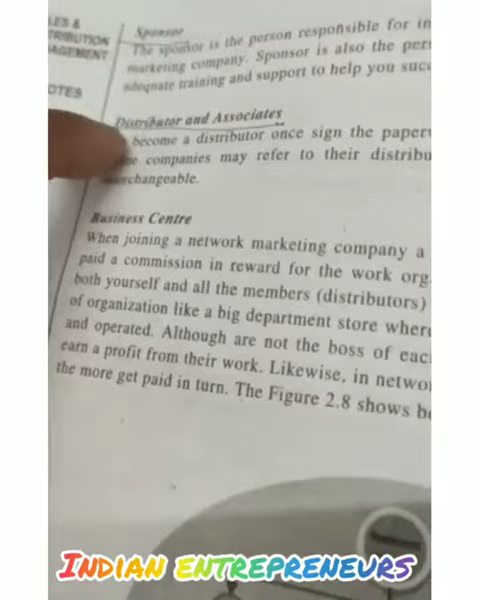 LES &
TRIBUTION
AGEMENT
OTES
Sponsor
The sponsor is the person responsible for in
marketing company. Sponsor is also the per
adequate training and support to help you succ
Distributor and Associates
become a distributor once sign the paper
companies may refer to their distribu
erchangeable.
Business Centre
When joining a network marketing company a
paid a commission in reward for the work org
both yourself and all the members (distributors)
of organization like a big department store where
and operated. Although are not the boss of eac
earn a profit from their work. Likewise, in netwo
the more get paid in turn. The Figure 2.8 shows b
INDIAN ENTREPRENEURS